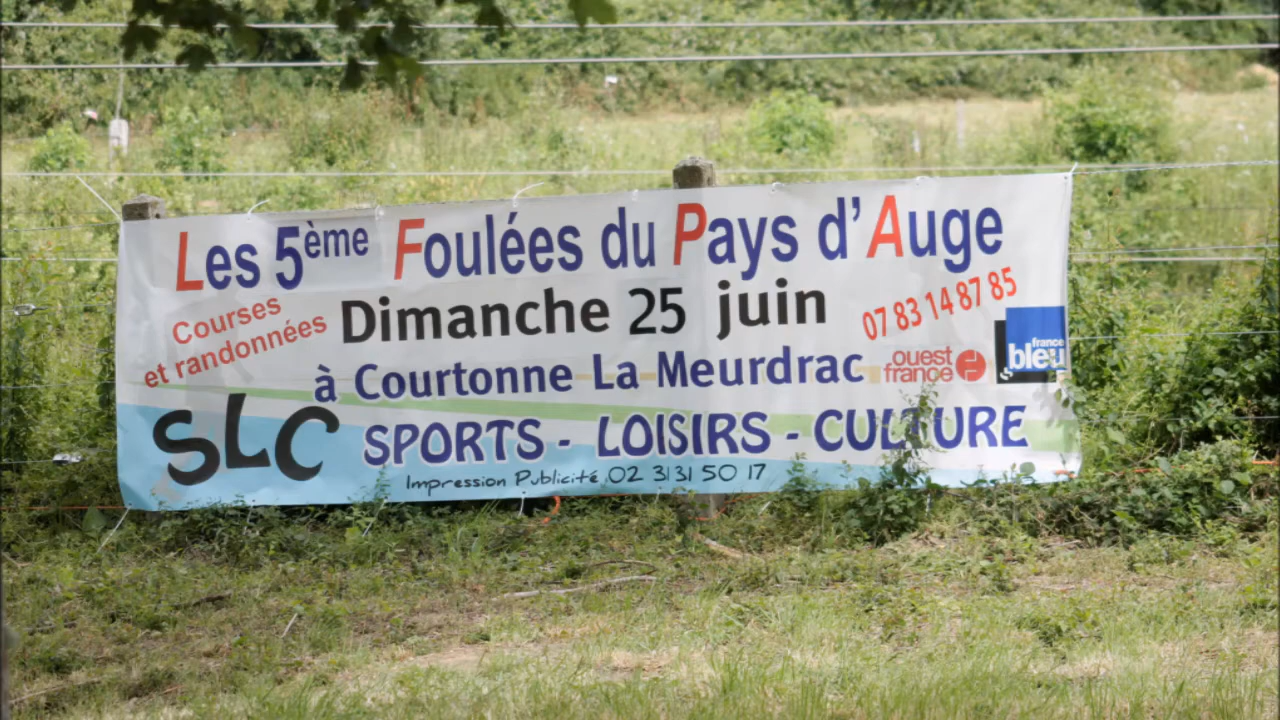 Les 5ème Foulées du Pays d'Auge
Courses
et randonnées
Dimanche 25 juin
07 83 14 87 85
à Courtonne La Meurdrac
ouest
france
france
bleu
SLC
SPORTS - LOISIRS - CULTURE
Impression Publicité 02 31 31 50 17